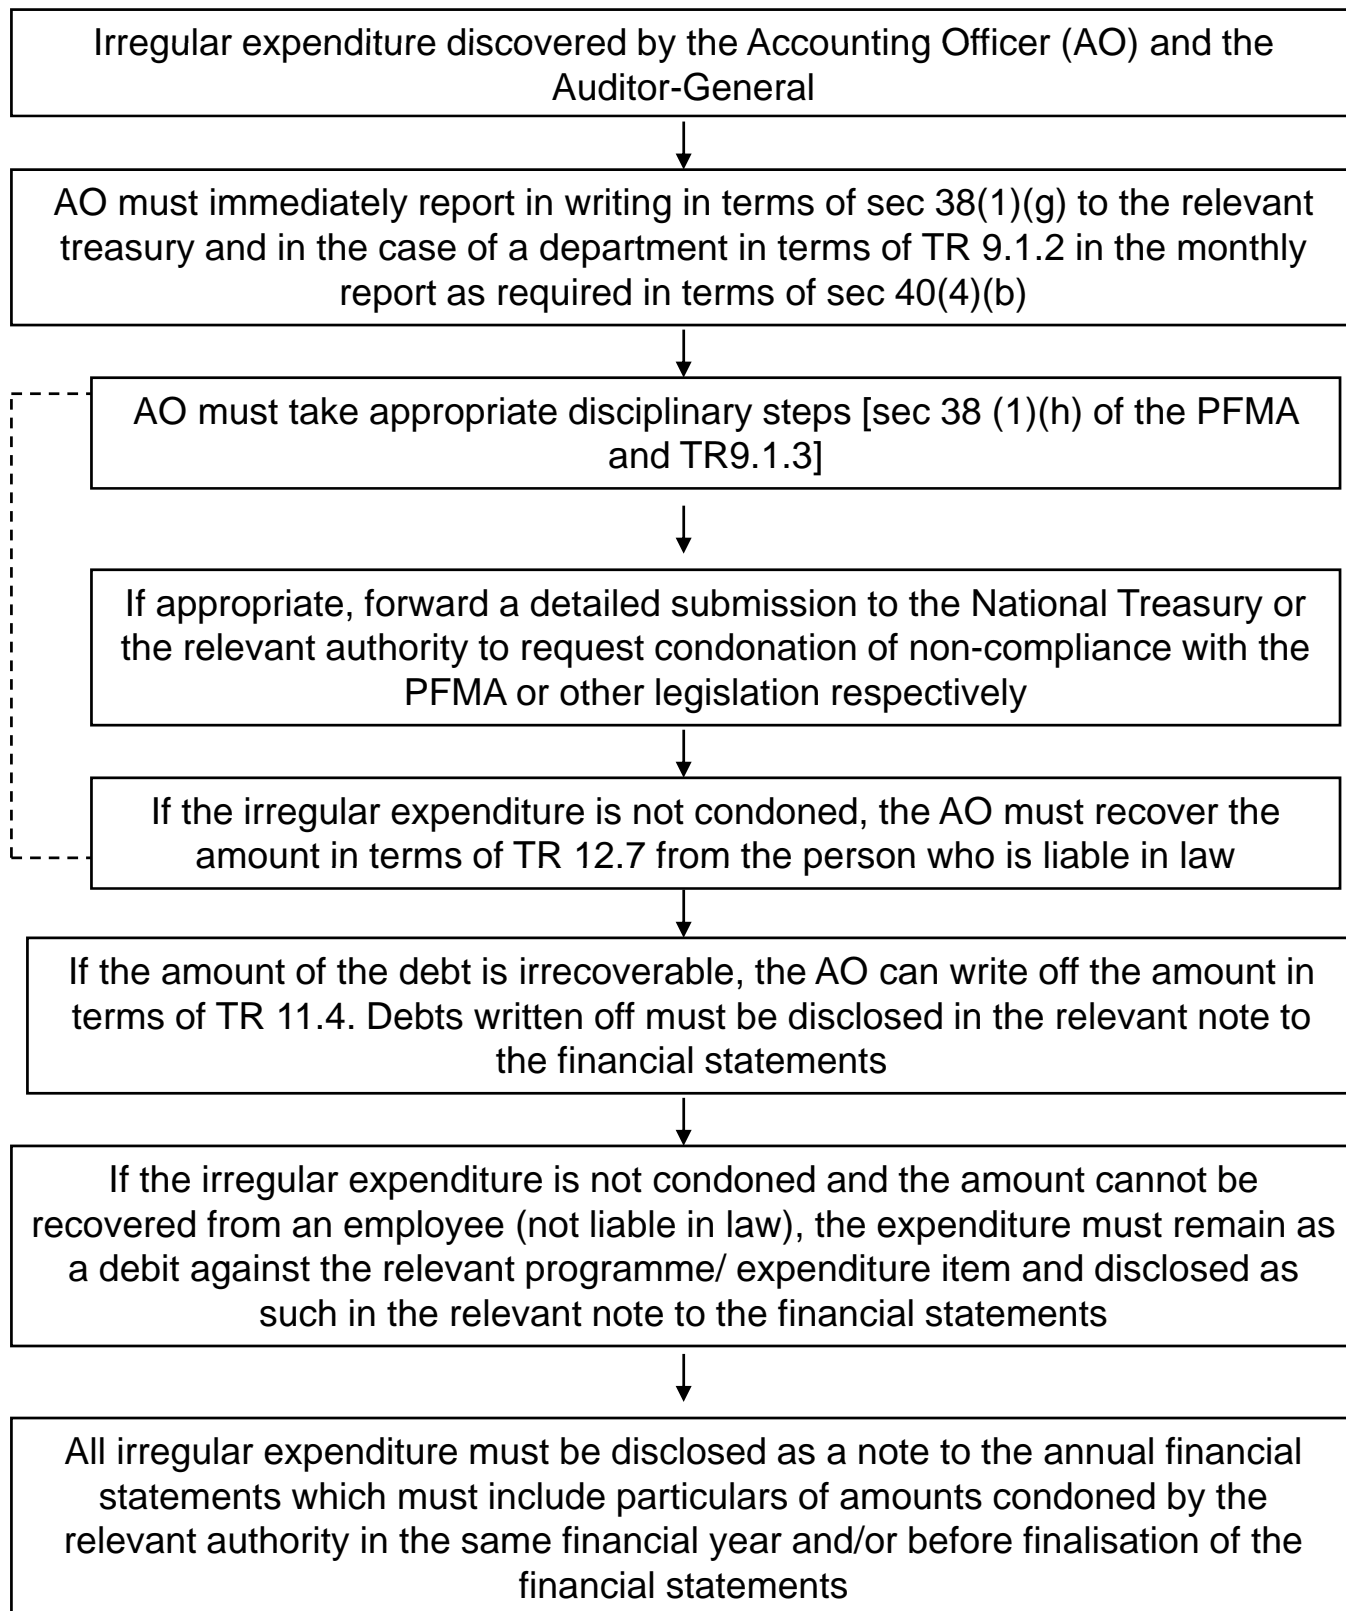 Irregular expenditure discovered by the Accounting Officer (AO) and the
Auditor-General
AO must immediately report in writing in terms of sec 38(1)(g) to the relevant
treasury and in the case of a department in terms of TR 9.1.2 in the monthly
report as required in terms of sec 40(4)(b)
AO must take appropriate disciplinary steps [sec 38 (1)(h) of the PFMA
and TR9.1.3]
If appropriate, forward a detailed submission to the National Treasury or
the relevant authority to request condonation of non-compliance with the
PFMA or other legislation respectively
If the irregular expenditure is not condoned, the AO must recover the
amount in terms of TR 12.7 from the person who is liable in law
If the amount of the debt is irrecoverable, the AO can write off the amount in
terms of TR 11.4. Debts written off must be disclosed in the relevant note to
the financial statements
If the irregular expenditure is not condoned and the amount cannot be
recovered from an employee (not liable in law), the expenditure must remain as
a debit against the relevant programme/ expenditure item and disclosed as
such in the relevant note to the financial statements
All irregular expenditure must be disclosed as a note to the annual financial
statements which must include particulars of amounts condoned by the
relevant authority in the same financial year and/or before finalisation of the
financial statements